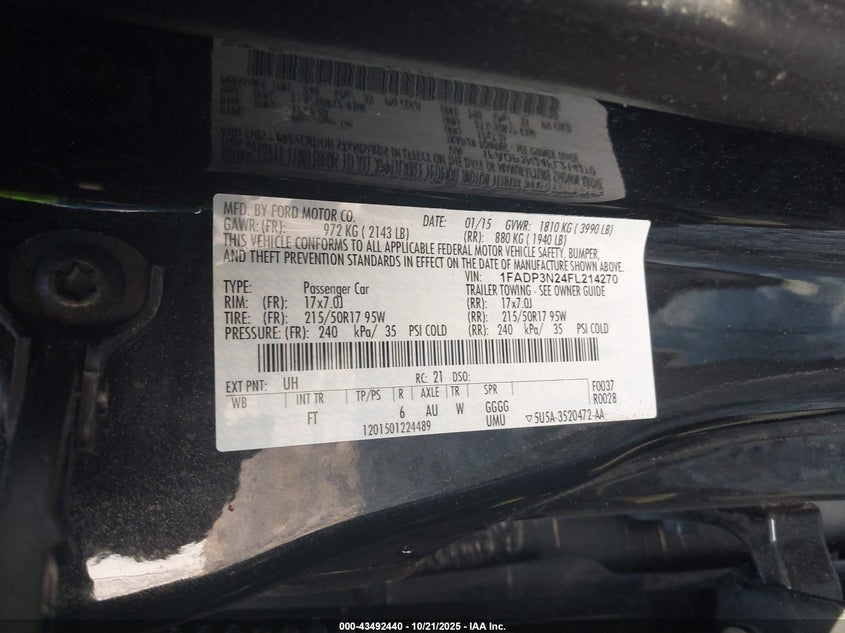 MFD. BY FORD MOTOR CO.
DATE: 01/15 GVWR: 1810 KG ( 3990 LB)
GAWR: (FR): 972 KG ( 2143 LB) (RR): 880 KG ( 1940 LB)
THIS VEHICLE CONFORMS TO ALL APPLICABLE FEDERAL MOTOR VEHICLE SAFETY, BUMPER,
AND THEFT PREVENTION STANDARDS IN EFFECT ON THE DATE OF MANUFACTURE SHOWN ABOVE.
VIN: 1FADP3N24FL214270
TYPE: Passenger Car TRAILER TOWING - SEE OWNER GUIDE
RIM: (FR): 17x7.0J (RR): 17x7.0J
TIRE: (FR): 215/50R17 95W (RR): 215/50R17 95W
PRESSURE: (FR): 240 kPa/ 35 PSI COLD (RR): 240 kPa/ 35 PSI COLD
EXT PNT: UH RC: 21 DSO: F0037
WB INT TR TP/PS R AXLE TR SPR R0028
FT 6 AU W GGGG
UMU ▽5U5A-3520472-AA
1201501224489
000-43492440 - 10/21/2025 - IAA Inc.